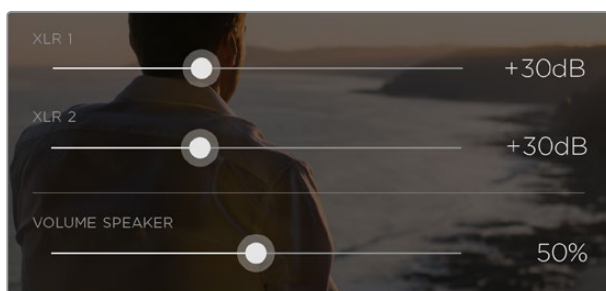 XLR 1
+30dB
XLR 2
+30dB
VOLUME SPEAKER
50%